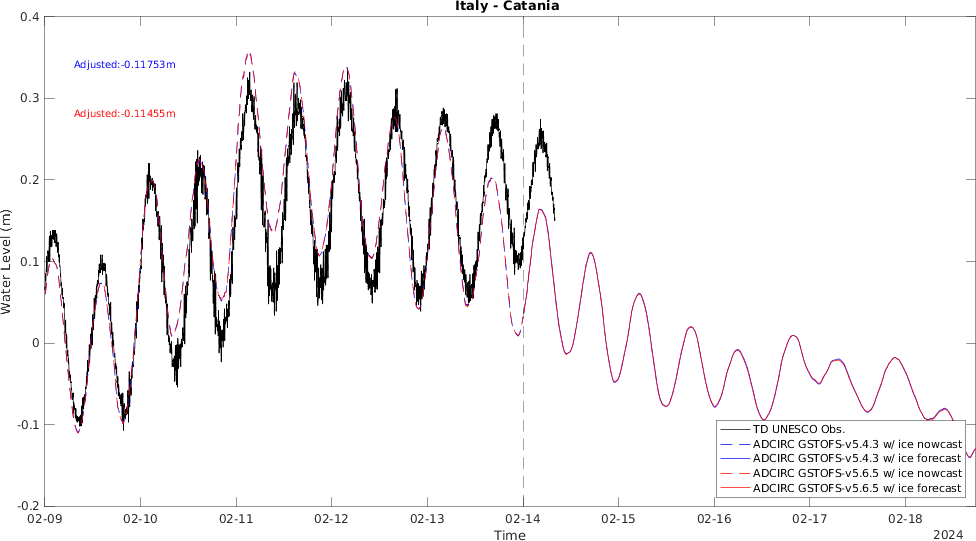 Italy - Catania
0.4
0.3
0.2
0.1
0
-0.1
-0.2
Water Level (m)
Adjusted:-0.11753m
Adjusted:-0.11455m
TD UNESCO Obs.
ADCIRC GSTOFS-v5.4.3 w/ ice nowcast
ADCIRC GSTOFS-v5.4.3 w/ ice forecast
ADCIRC GSTOFS-v5.6.5 w/ ice nowcast
ADCIRC GSTOFS-v5.6.5 w/ ice forecast
02-09 02-10 02-11 02-12 02-13 02-14 02-15 02-16 02-17 02-18
Time
2024